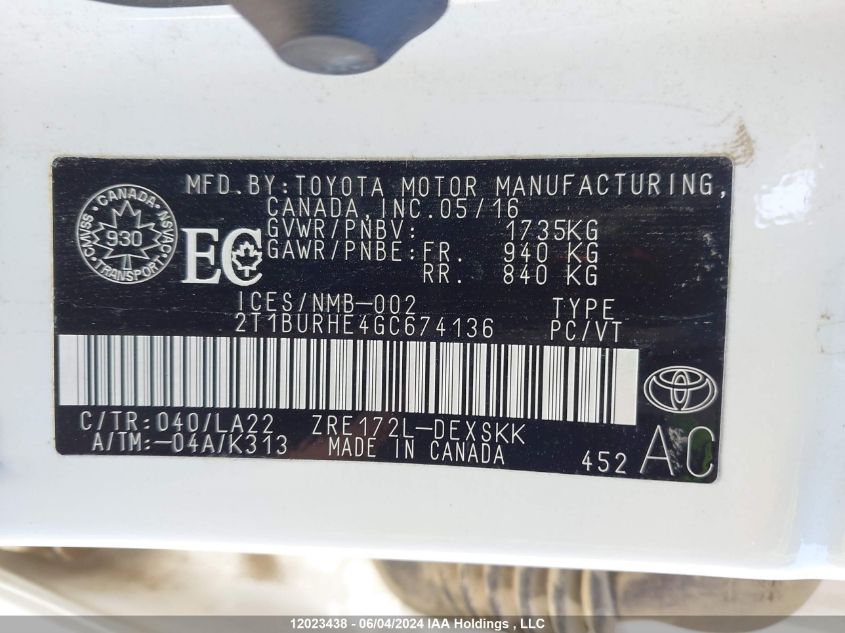 MFD.BY:TOYOTA MOTOR MANUFACTURING,
CANADA,INC.05/16
GVWR/PNBV: 1735KG
GAWR/PNBE:FR. 940 KG
RR. 840 KG
CANADA
CMVSS
930
NSVAC
TRANSPORT
EC
ICES/NMB-002 TYPE
2T1BURHE4GC674136 PC/VT
C/TR:040/LA22 ZRE172L-DEXSKK
A/TM:-04A/K313 MADE IN CANADA
452 AC
12023438 - 06/04/2024 IAA Holdings , LLC